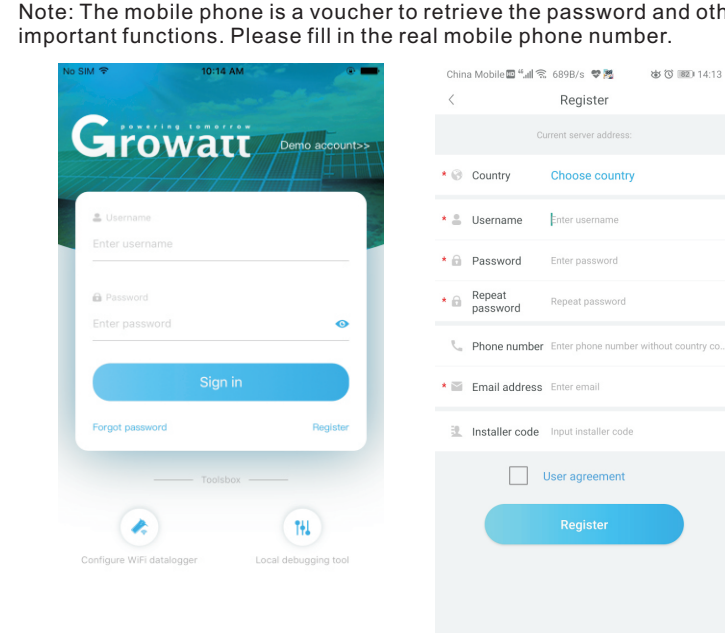 Note: The mobile phone is a voucher to retrieve the password and oth
important functions. Please fill in the real mobile phone number.
No SIM 10:14 AM
powering tomorrow
Growatt
Demo account>>
Username
Enter username
Password
Enter password
Sign in
Forgot password Register
Toolsbox
Configure WiFi datalogger Local debugging tool
China Mobile HD 4G 689B/s 82 14:13
Register
Current server address:
* Country Choose country
* Username Enter username
* Password Enter password
* Repeat
password Repeat password
Phone number Enter phone number without country co...
* Email address Enter email
Installer code Input installer code
User agreement
Register